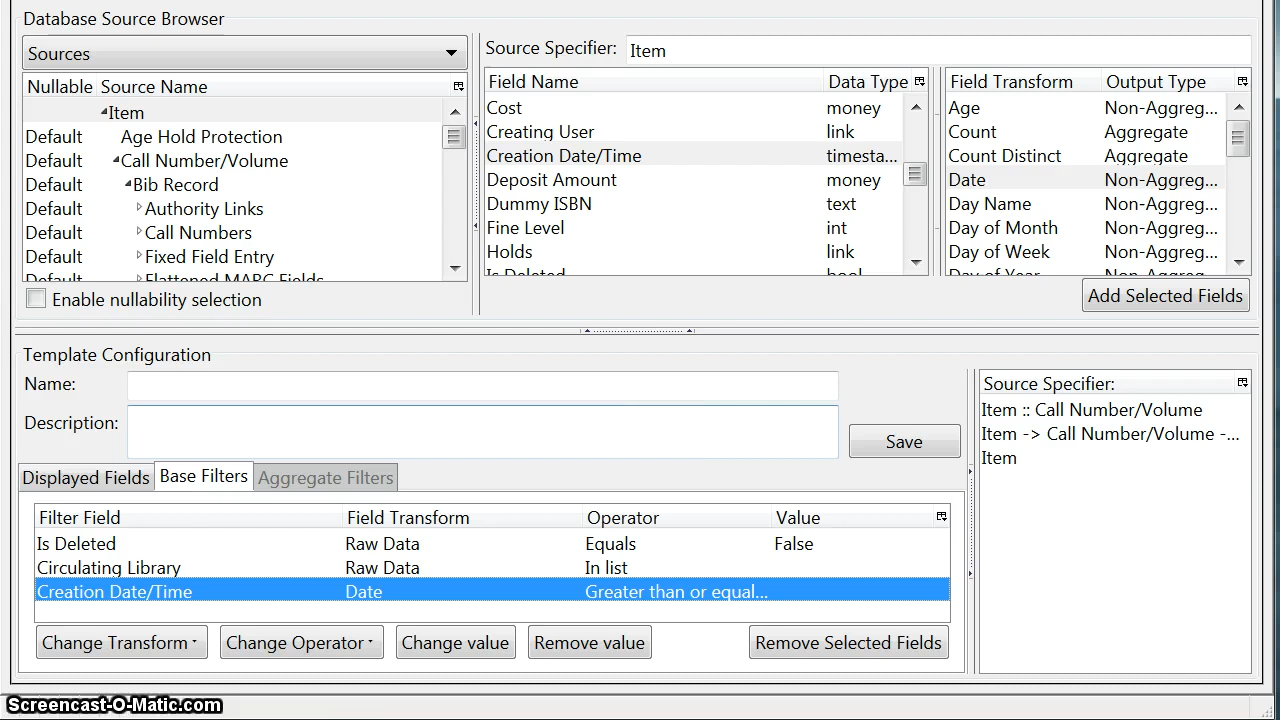 Database Source Browser
Sources
Source Specifier: Item
Nullable Source Name
Item
Default Age Hold Protection
Default Call Number/Volume
Default Bib Record
Default Authority Links
Default Call Numbers
Default Fixed Field Entry
Default Flattened MARC Fields
Enable nullability selection
Field Name Data Type
Cost money
Creating User link
Creation Date/Time timesta...
Deposit Amount money
Dummy ISBN text
Fine Level int
Holds link
Is Deleted bool
Field Transform Output Type
Age Non-Aggreg...
Count Aggregate
Count Distinct Aggregate
Date Non-Aggreg...
Day Name Non-Aggreg...
Day of Month Non-Aggreg...
Day of Week Non-Aggreg...
Day of Year Non-Aggreg...
Add Selected Fields
Template Configuration
Name:
Description:
Save
Displayed Fields Base Filters Aggregate Filters
Filter Field Field Transform Operator Value
Is Deleted Raw Data Equals False
Circulating Library Raw Data In list
Creation Date/Time Date Greater than or equal...
Change Transform Change Operator Change value Remove value Remove Selected Fields
Source Specifier:
Item :: Call Number/Volume
Item -> Call Number/Volume -...
Item
Screencast-O-Matic.com